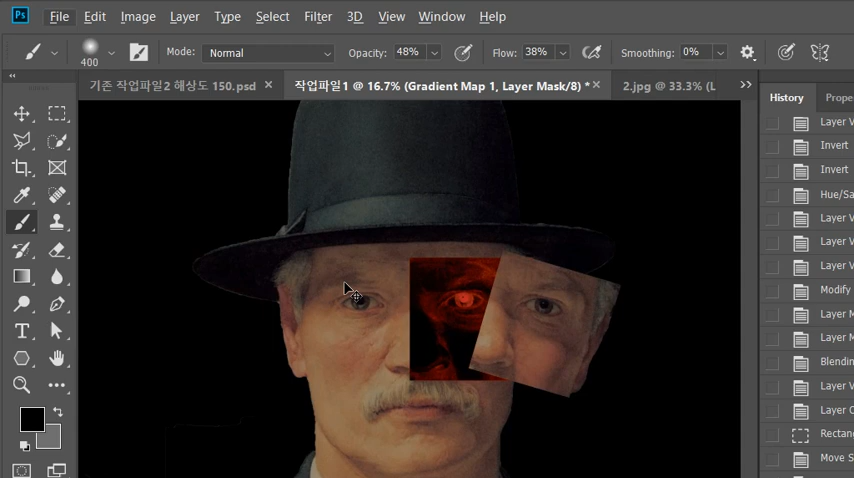 Ps File Edit Image Layer Type Select Filter 3D View Window Help
400 Mode: Normal Opacity: 48% Flow: 38% Smoothing: 0%
기존 작업파일2 해상도 150.psd × 작업파일1 @ 16.7% (Gradient Map 1, Layer Mask/8) * × 2.jpg @ 33.3% (L
History Prope
Layer V
Invert
Invert
Hue/Sa
Layer V
Layer V
Layer V
Modify
Layer M
Layer M
Blending
Layer V
Layer O
Rectan
Move S
T